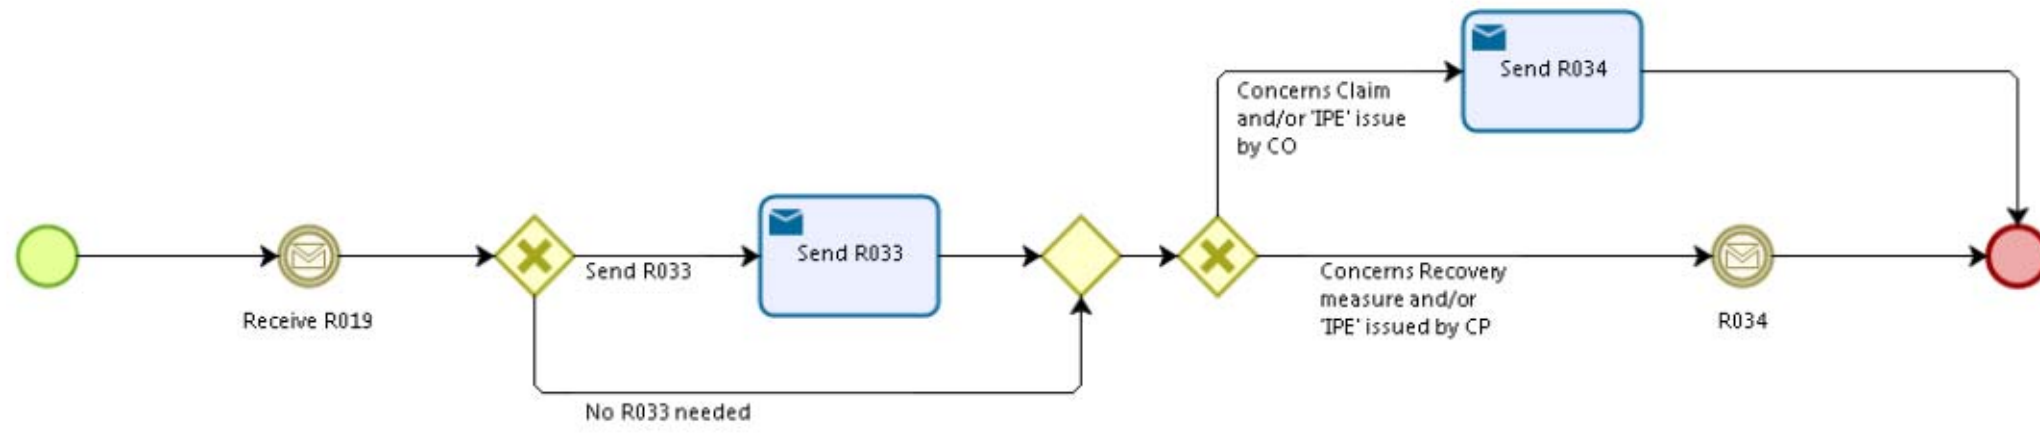 Receive R019
Send R033
Send R033
No R033 needed
Concerns Claim
and/or 'IPE' issue
by CO
Send R034
Concerns Recovery
measure and/or
'IPE' issued by CP
R034